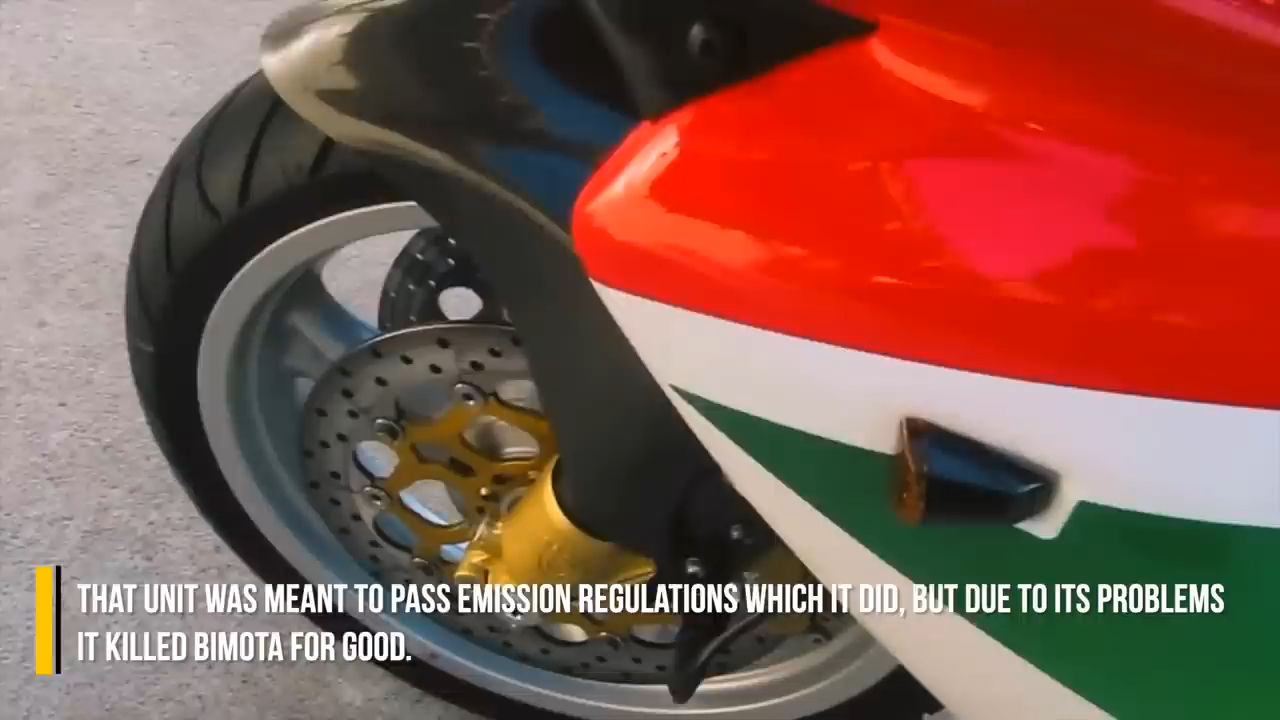 THAT UNIT WAS MEANT TO PASS EMISSION REGULATIONS WHICH IT DID, BUT DUE TO ITS PROBLEMS
IT KILLED BIMOTA FOR GOOD.